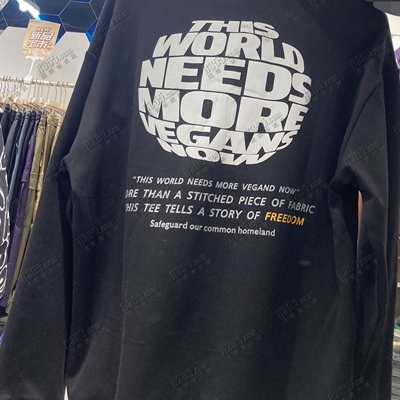 THIS
WORLD
NEEDS
MORE
VEGANS
NOW
"THIS WORLD NEEDS MORE VEGAND NOW"
MORE THAN A STITCHED PIECE OF FABRIC
THIS TEE TELLS A STORY OF FREEDOM
Safeguard our common homeland